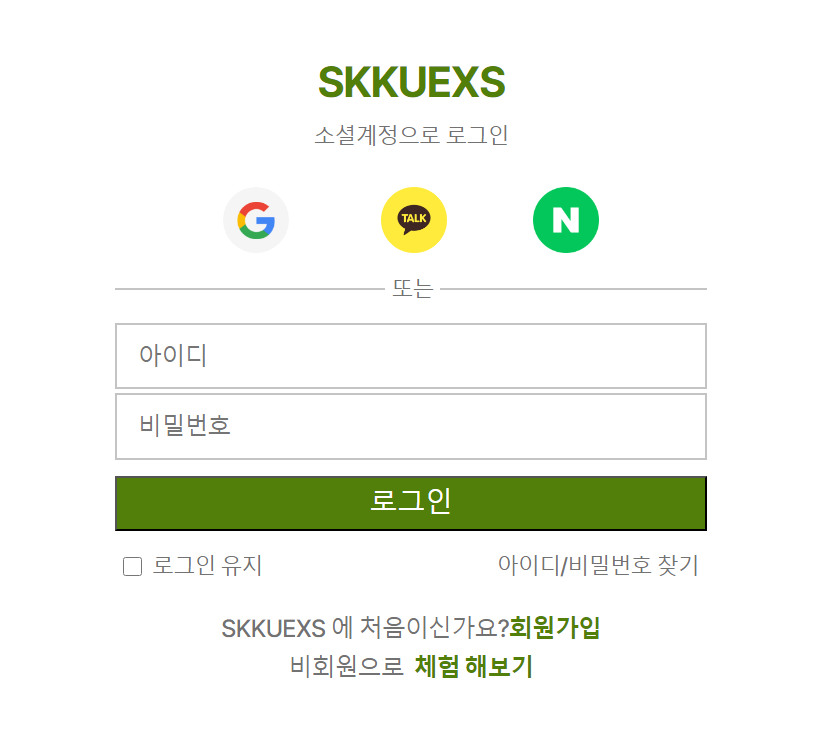 SKKUEXS
소셜계정으로 로그인
TALK
N
또는
아이디
비밀번호
로그인
로그인 유지 아이디/비밀번호 찾기
SKKUEXS 에 처음이신가요?회원가입
비회원으로 체험 해보기